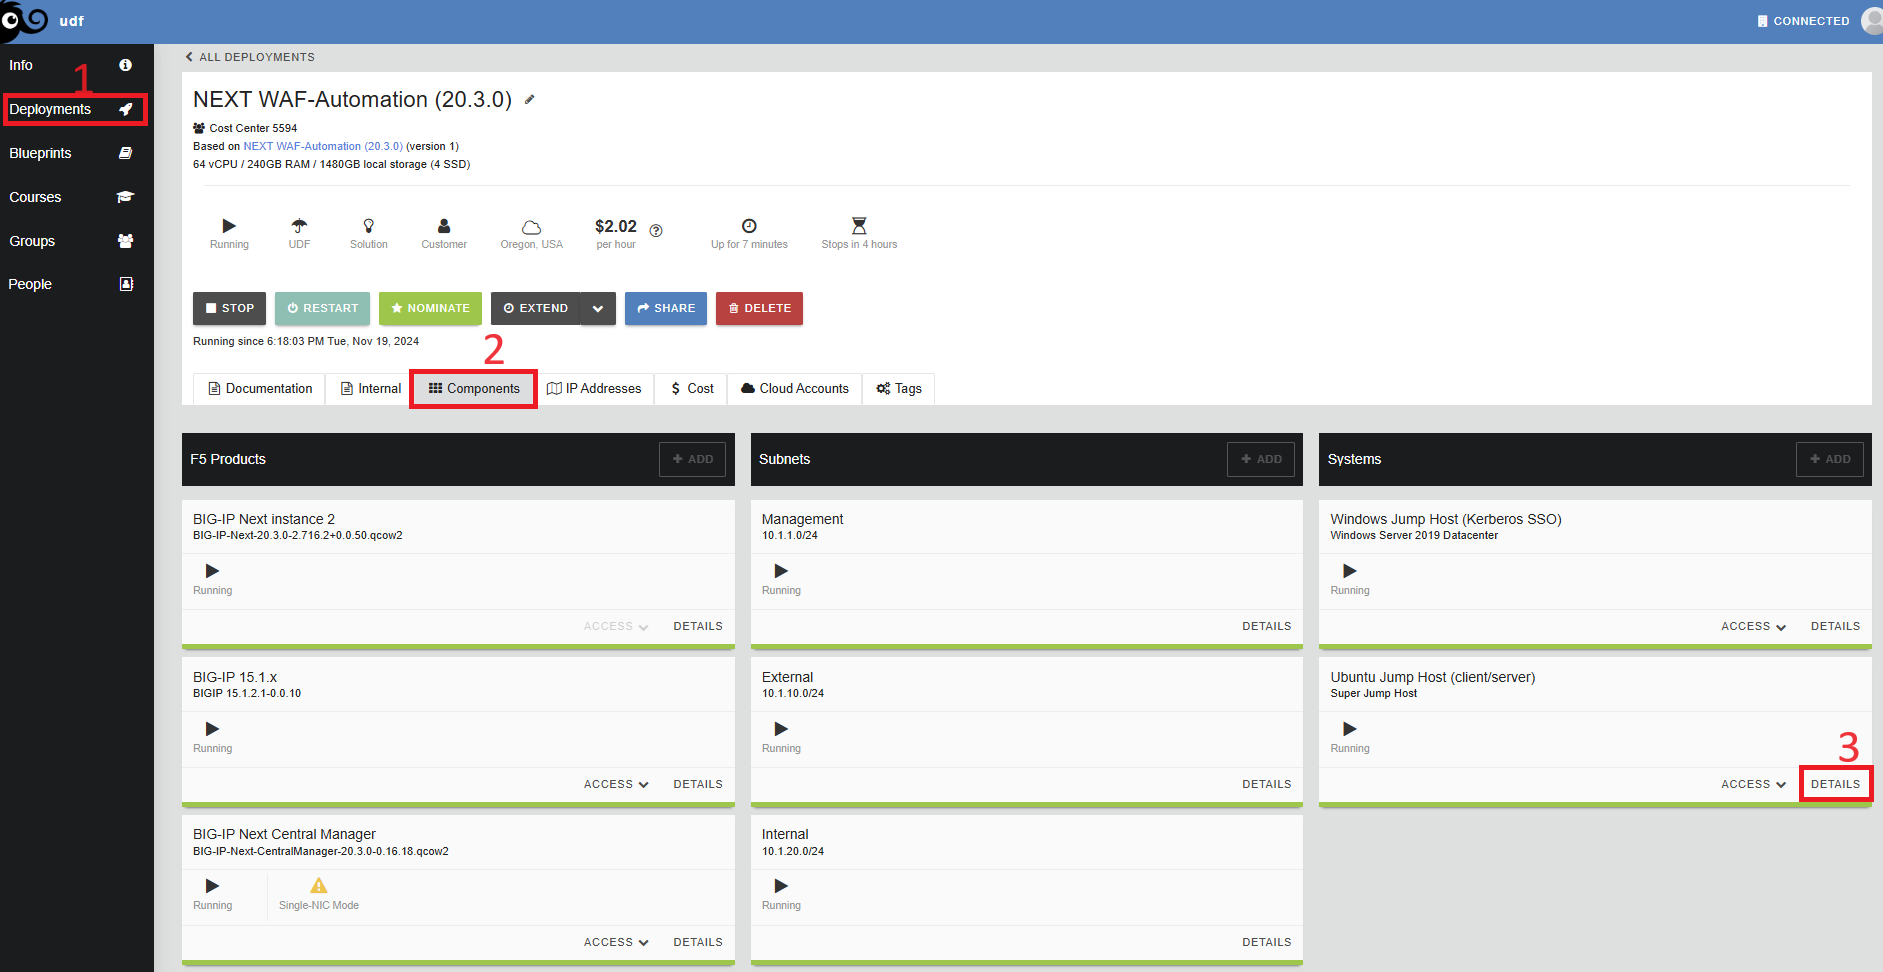 udf
CONNECTED
Info
1
Deployments
Blueprints
Courses
Groups
People
ALL DEPLOYMENTS
NEXT WAF-Automation (20.3.0)
Cost Center 5594
Based on NEXT WAF-Automation (20.3.0) (version 1)
64 vCPU / 240GB RAM / 1480GB local storage (4 SSD)
$2.02
Running UDF Solution Customer Oregon, USA per hour Up for 7 minutes Stops in 4 hours
STOP RESTART NOMINATE EXTEND SHARE DELETE
Running since 6:18:03 PM Tue, Nov 19, 2024
2
Documentation Internal Components IP Addresses $ Cost Cloud Accounts Tags
F5 Products + ADD
BIG-IP Next instance 2
BIG-IP-Next-20.3.0-2.716.2+0.0.50.qcow2
Running
ACCESS DETAILS
BIG-IP 15.1.x
BIGIP 15.1.2.1-0.0.10
Running
ACCESS DETAILS
BIG-IP Next Central Manager
BIG-IP-Next-CentralManager-20.3.0-0.16.18.qcow2
Running Single-NIC Mode
ACCESS DETAILS
Subnets + ADD
Management
10.1.1.0/24
Running
DETAILS
External
10.1.10.0/24
Running
DETAILS
Internal
10.1.20.0/24
Running
DETAILS
Systems + ADD
Windows Jump Host (Kerberos SSO)
Windows Server 2019 Datacenter
Running
ACCESS DETAILS
Ubuntu Jump Host (client/server)
Super Jump Host
Running
3
ACCESS DETAILS